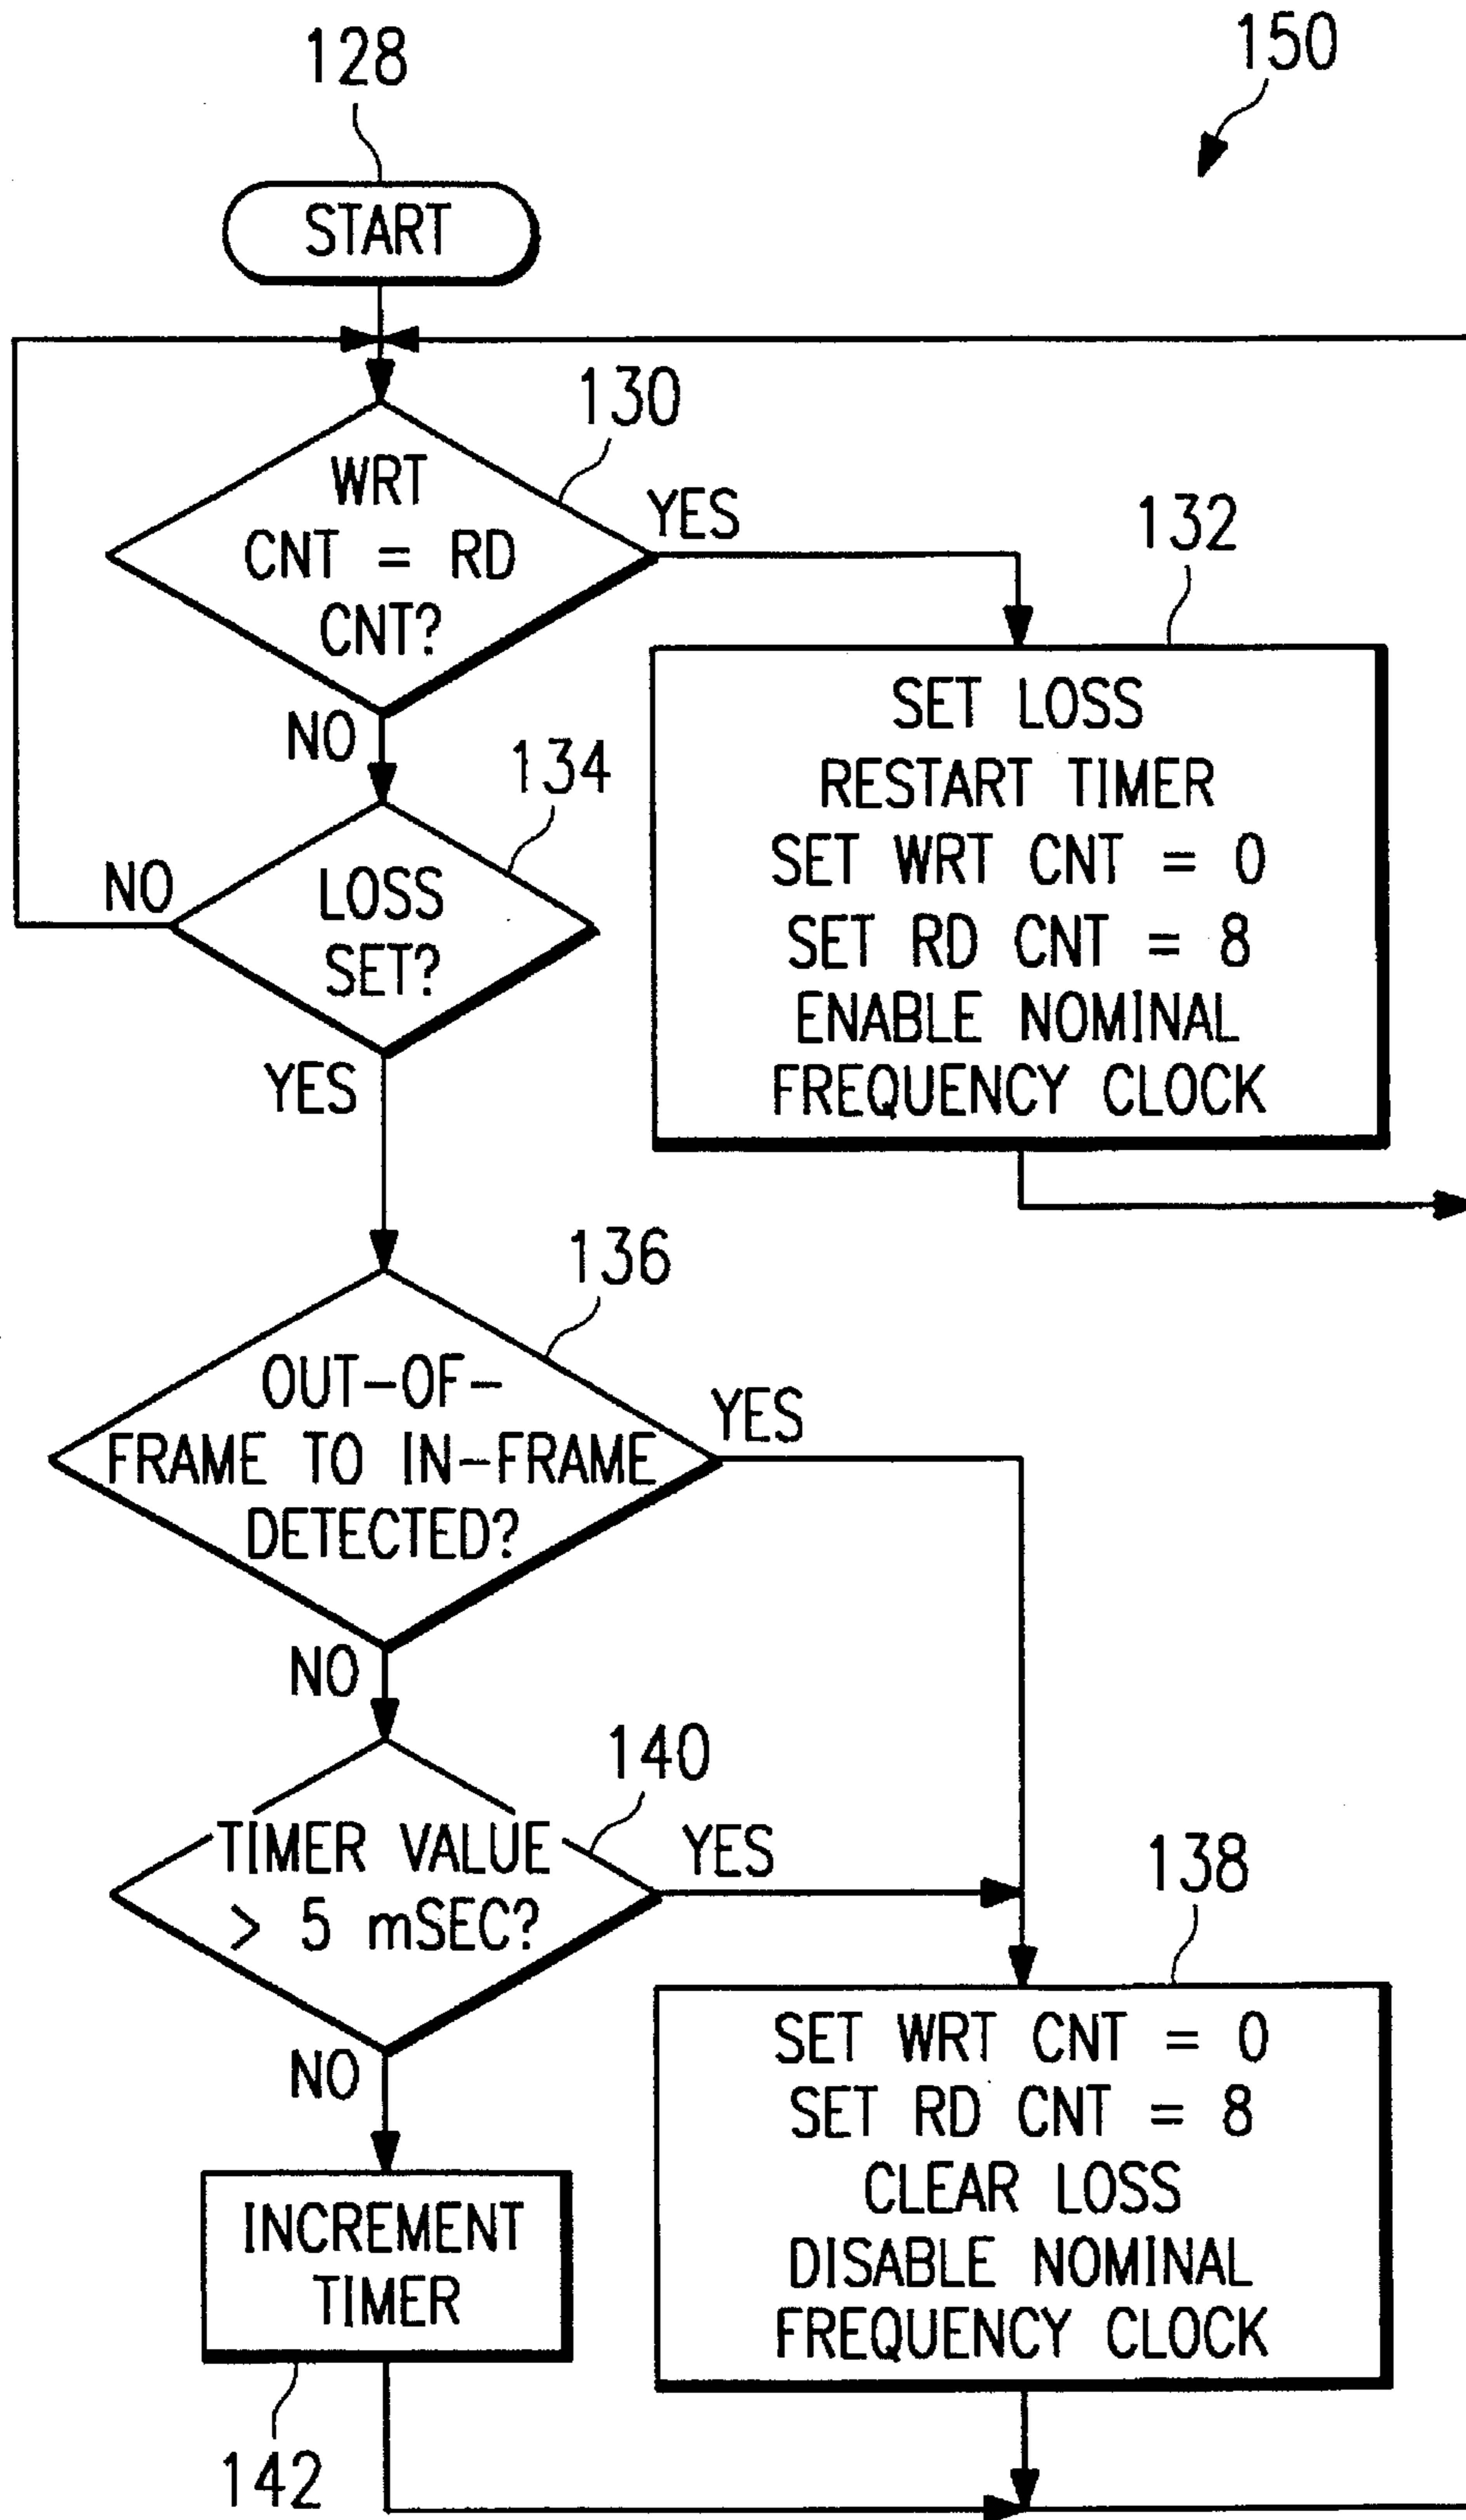 128
150
START
130
WRT
CNT = RD
CNT?
YES
NO
132
SET LOSS
RESTART TIMER
SET WRT CNT = 0
SET RD CNT = 8
ENABLE NOMINAL
FREQUENCY CLOCK
134
LOSS
SET?
NO
YES
136
OUT-OF-
FRAME TO IN-FRAME
DETECTED?
YES
NO
140
TIMER VALUE
> 5 mSEC?
YES
NO
138
SET WRT CNT = 0
SET RD CNT = 8
CLEAR LOSS
DISABLE NOMINAL
FREQUENCY CLOCK
INCREMENT
TIMER
142